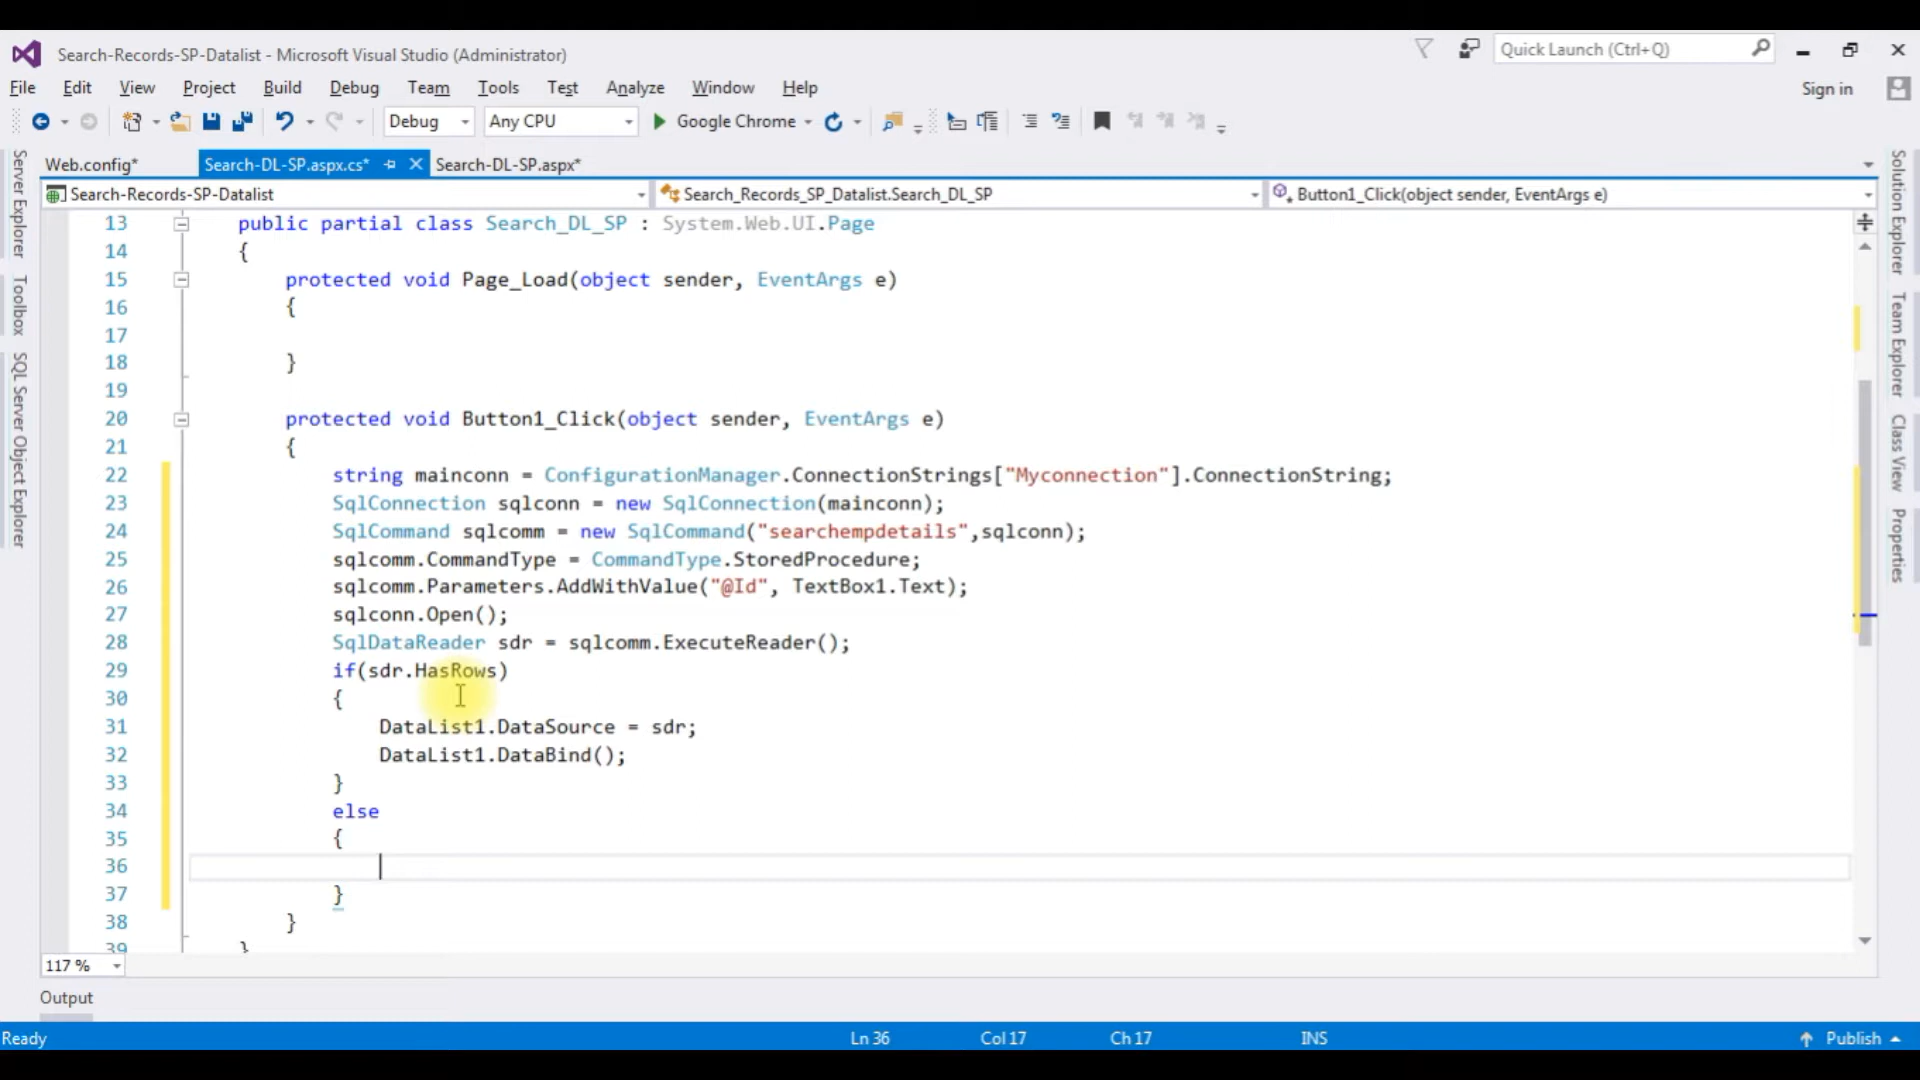 Search-Records-SP-Datalist - Microsoft Visual Studio (Administrator)
Quick Launch (Ctrl+Q)
File Edit View Project Build Debug Team Tools Test Analyze Window Help
Sign in
Debug Any CPU Google Chrome
Web.config* Search-DL-SP.aspx.cs* Search-DL-SP.aspx*
Search-Records-SP-Datalist Search_Records_SP_Datalist.Search_DL_SP Button1_Click(object sender, EventArgs e)
Server Explorer
Toolbox
SQL Server Object Explorer
13 public partial class Search_DL_SP : System.Web.UI.Page
14 {
15 protected void Page_Load(object sender, EventArgs e)
16 {
17
18 }
19
20 protected void Button1_Click(object sender, EventArgs e)
21 {
22 string mainconn = ConfigurationManager.ConnectionStrings["Myconnection"].ConnectionString;
23 SqlConnection sqlconn = new SqlConnection(mainconn);
24 SqlCommand sqlcomm = new SqlCommand("searchempdetails",sqlconn);
25 sqlcomm.CommandType = CommandType.StoredProcedure;
26 sqlcomm.Parameters.AddWithValue("@Id", TextBox1.Text);
27 sqlconn.Open();
28 SqlDataReader sdr = sqlcomm.ExecuteReader();
29 if(sdr.HasRows)
30 {
31 DataList1.DataSource = sdr;
32 DataList1.DataBind();
33 }
34 else
35 {
36
37 }
38 }
39 }
Solution Explorer
Team Explorer
Class View
Properties
117 %
Output
Ready Ln 36 Col 17 Ch 17 INS Publish